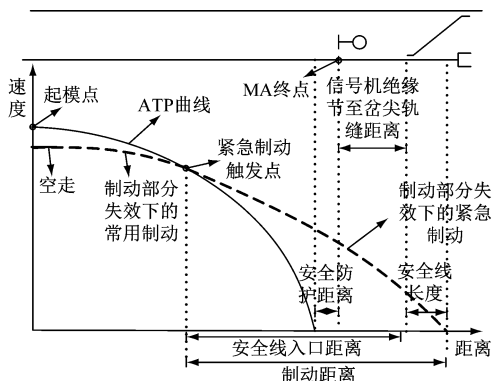 MA终点
信号机绝缘
节至岔尖轨
缝距离
速
度
起模点
ATP曲线
紧急制动
触发点
空走
制动部分
失效下的
常用制动
制动部分失
效下的紧急
制动
安全防
护距离
安全线
长度
距离
安全线入口距离
制动距离